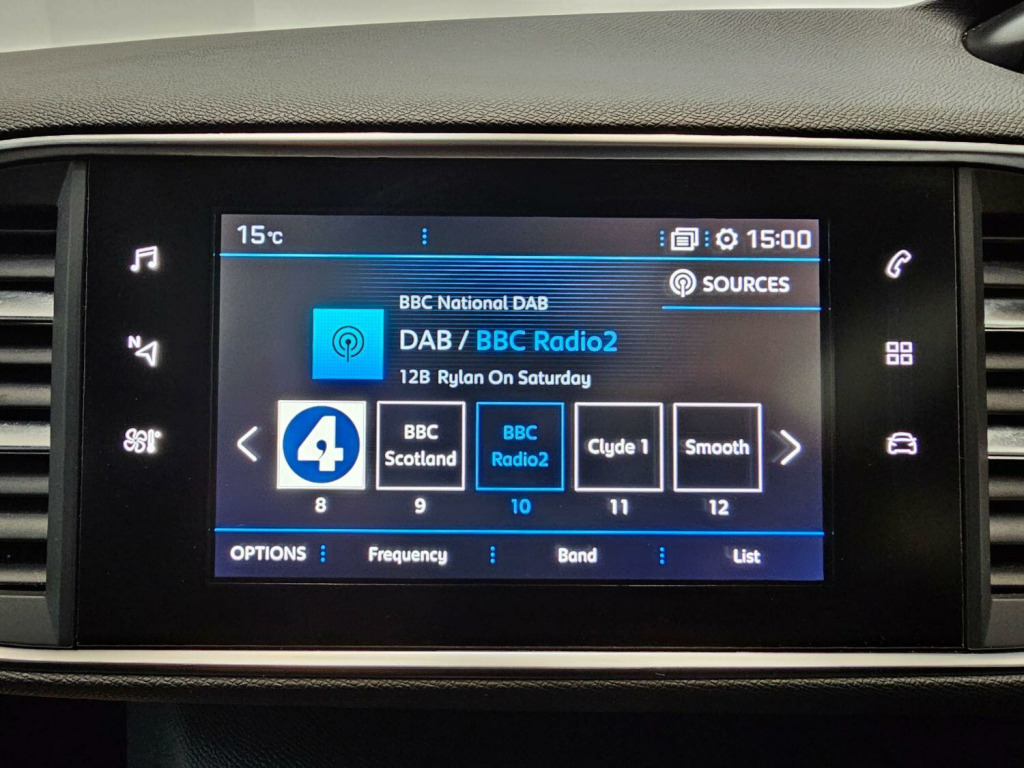 15°C
15:00
SOURCES
BBC National DAB
DAB / BBC Radio2
12B Rylan On Saturday
N
4
BBC
Scotland
BBC
Radio2
Clyde 1
Smooth
8 9 10 11 12
OPTIONS Frequency Band List